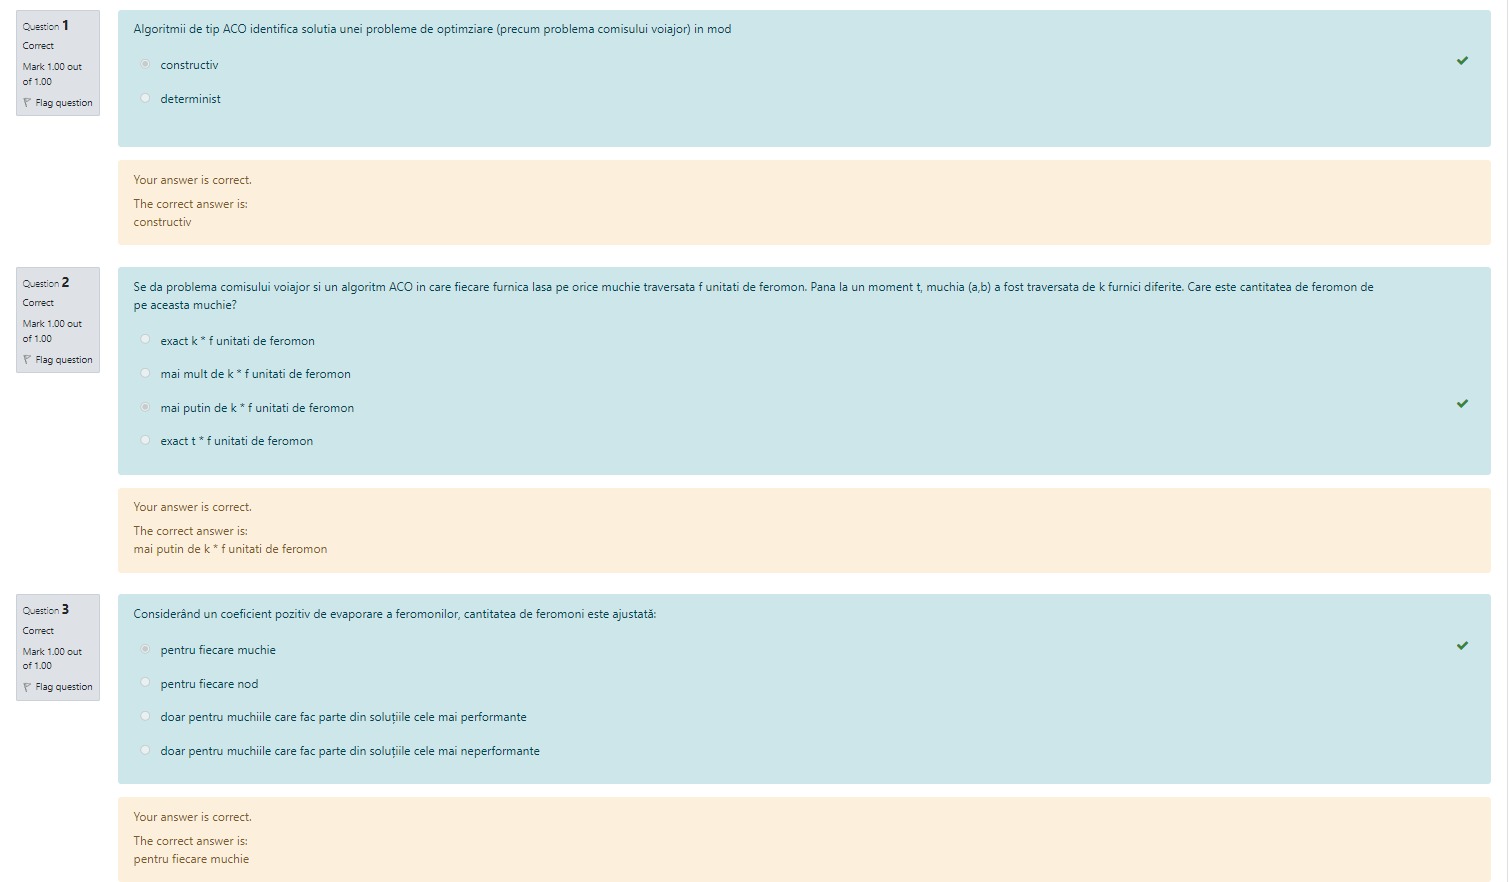 Question 1
Correct
Mark 1.00 out
of 1.00
Flag question
Algoritmii de tip ACO identifica solutia unei probleme de optimziare (precum problema comisului voiajor) in mod
constructiv
determinist
Your answer is correct.
The correct answer is:
constructiv
Question 2
Correct
Mark 1.00 out
of 1.00
Flag question
Se da problema comisului voiajor si un algoritm ACO in care fiecare furnica lasa pe orice muchie traversata f unitati de feromon. Pana la un moment t, muchia (a,b) a fost traversata de k furnici diferite. Care este cantitatea de feromon de
pe aceasta muchie?
exact k * f unitati de feromon
mai mult de k * f unitati de feromon
mai putin de k * f unitati de feromon
exact t * f unitati de feromon
Your answer is correct.
The correct answer is:
mai putin de k * f unitati de feromon
Question 3
Correct
Mark 1.00 out
of 1.00
Flag question
Considerând un coeficient pozitiv de evaporare a feromonilor, cantitatea de feromoni este ajustată:
pentru fiecare muchie
pentru fiecare nod
doar pentru muchiile care fac parte din soluțiile cele mai performante
doar pentru muchiile care fac parte din soluțiile cele mai neperformante
Your answer is correct.
The correct answer is:
pentru fiecare muchie